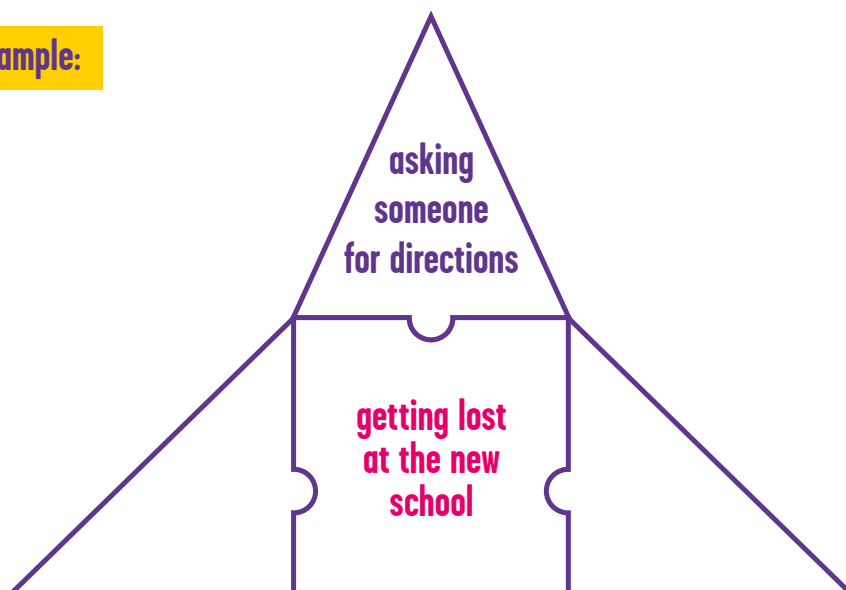 ample:
asking
someone
for directions
getting lost
at the new
school